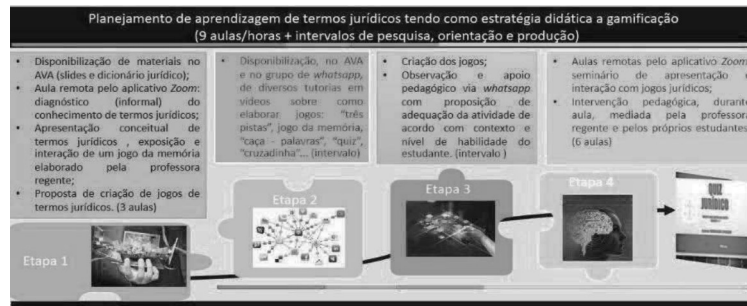 Planejamento de aprendizagem de termos jurídicos tendo como estratégia didática a gamificação
(9 aulas/horas + intervalos de pesquisa, orientação e produção)
• Disponibilização de materiais no
AVA (slides e dicionário jurídico);
• Aula remota pelo aplicativo Zoom:
diagnóstico (informal) do
conhecimento de termos jurídicos;
• Apresentação conceitual de
termos jurídicos , exposição e
interação de um jogo da memória
elaborado pela professora
regente;
• Proposta de criação de jogos de
termos jurídicos. (3 aulas)
• Disponibilização, no AVA
e no grupo de whatsapp,
de diversos tutorias em
vídeos sobre como
elaborar jogos: "três
pistas", jogo da memória,
"caça - palavras", "quiz",
"cruzadinha"... (intervalo)
• Criação dos jogos;
• Observação e apoio
pedagógico via whatsapp
com proposição de
adequação da atividade de
acordo com contexto e
nível de habilidade do
estudante. (intervalo )
• Aulas remotas pelo aplicativo Zoom:
seminário de apresentação
interação com jogos jurídicos;
• Intervenção pedagógica, durante
aula, mediada pela professora
regente e pelos próprios estudantes.
(6 aulas)
Etapa 1
Etapa 2
Etapa 3
Etapa 4
QUIZ
JURÍDICO